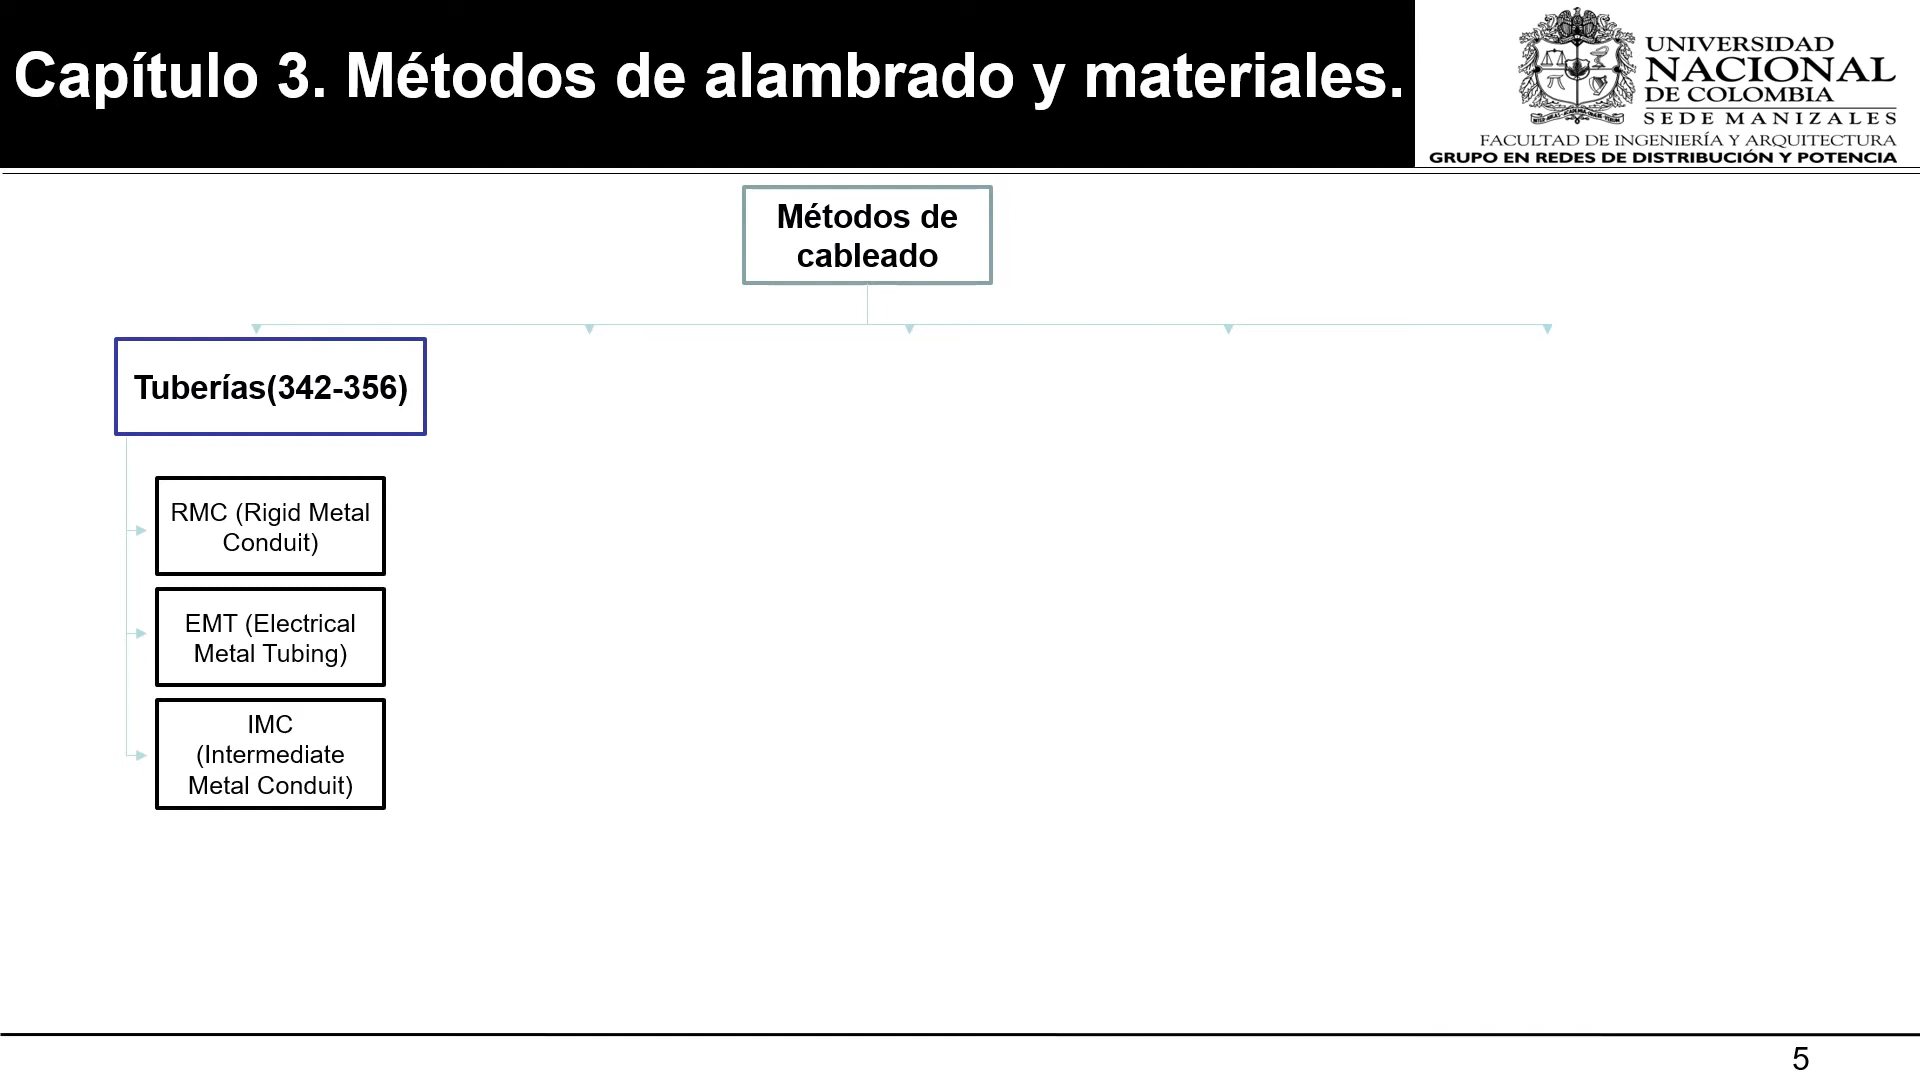 Capítulo 3. Métodos de alambrado y materiales.
UNIVERSIDAD
NACIONAL
DE COLOMBIA
SEDE MANIZALES
FACULTAD DE INGENIERÍA Y ARQUITECTURA
GRUPO EN REDES DE DISTRIBUCIÓN Y POTENCIA
Métodos de
cableado
Tuberías(342-356)
RMC (Rigid Metal
Conduit)
EMT (Electrical
Metal Tubing)
IMC
(Intermediate
Metal Conduit)
5